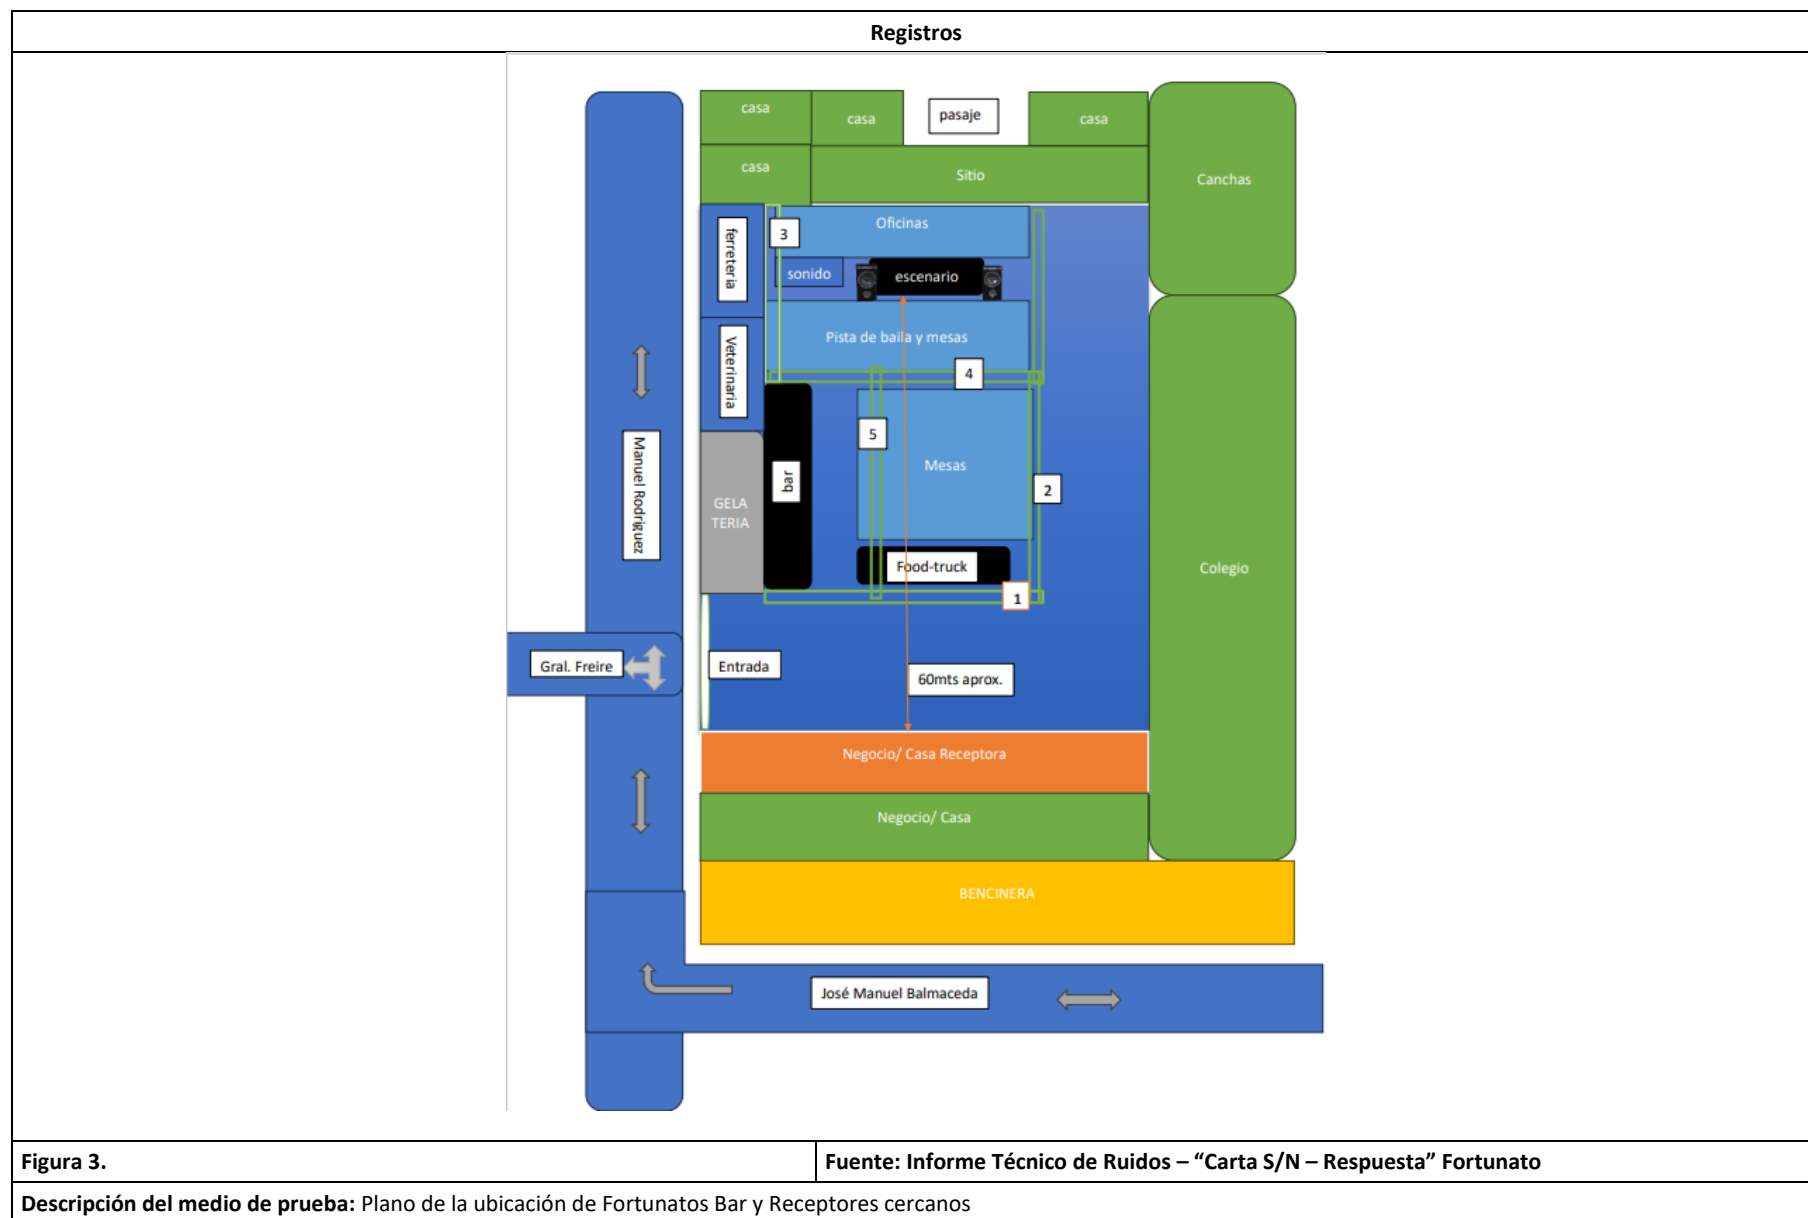 Registros
casa
casa
pasaje
casa
casa
Sitio
Canchas
ferreteria
3
Oficinas
sonido
escenario
Pista de baila y mesas
Veterinaria
4
5
Manuel Rodriguez
bar
Mesas
2
GELA
TERIA
Food-truck
Colegio
1
Gral. Freire
Entrada
60mts aprox.
Negocio/ Casa Receptora
Negocio/ Casa
BENCINERA
José Manuel Balmaceda
Figura 3.
Fuente: Informe Técnico de Ruidos – “Carta S/N – Respuesta” Fortunato
Descripción del medio de prueba: Plano de la ubicación de Fortunatos Bar y Receptores cercanos